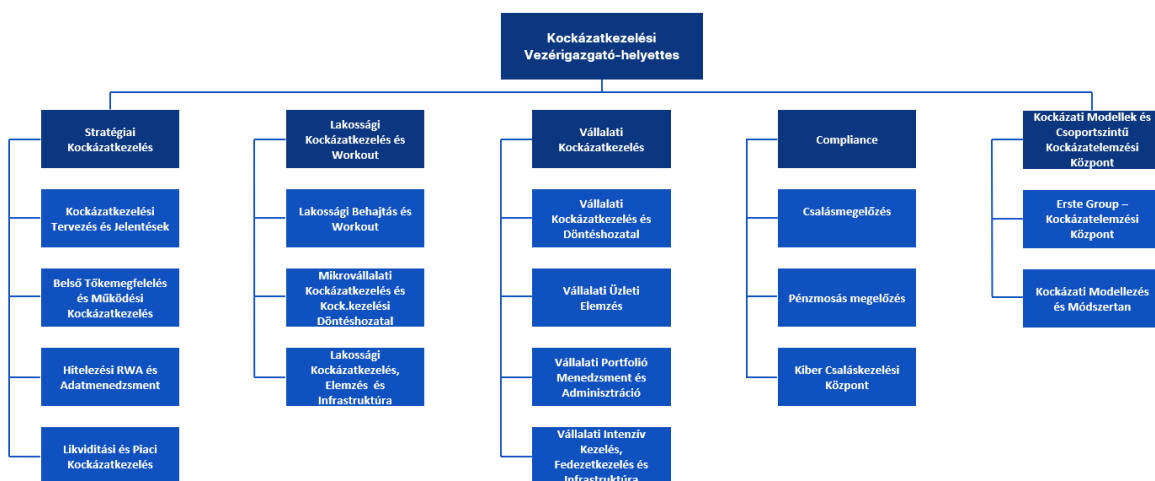 Kockázatkezelési
Vezérigazgató-helyettes
Stratégiai
Kockázatkezelés
Kockázatkezelési
Tervezés és Jelentések
Belső Tőkemegfelelés
és Működési
Kockázatkezelés
Hitelezési RWA és
Adatmenedzsment
Likviditási és Piaci
Kockázatkezelés
Lakossági
Kockázatkezelés és
Workout
Lakossági Behajtás és
Workout
Mikrovállalati
Kockázatkezelés és
Kock.kezelési
Döntéshozatal
Lakossági
Kockázatkezelés,
Elemzés és
Infrastruktúra
Vállalati
Kockázatkezelés
Vállalati
Kockázatkezelés és
Döntéshozatal
Vállalati Üzleti
Elemzés
Vállalati Portfolió
Menedzsment és
Adminisztráció
Vállalati Intenzív
Kezelés,
Fedezetkezelés és
Infrastruktúra
Compliance
Csalásmegelőzés
Pénzmosás megelőzés
Kiber Csaláskezelési
Központ
Kockázati Modellek és
Csoportszintű
Kockázatelemzési
Központ
Erste Group –
Kockázatelemzési
Központ
Kockázati Modellezés
és Módszertan